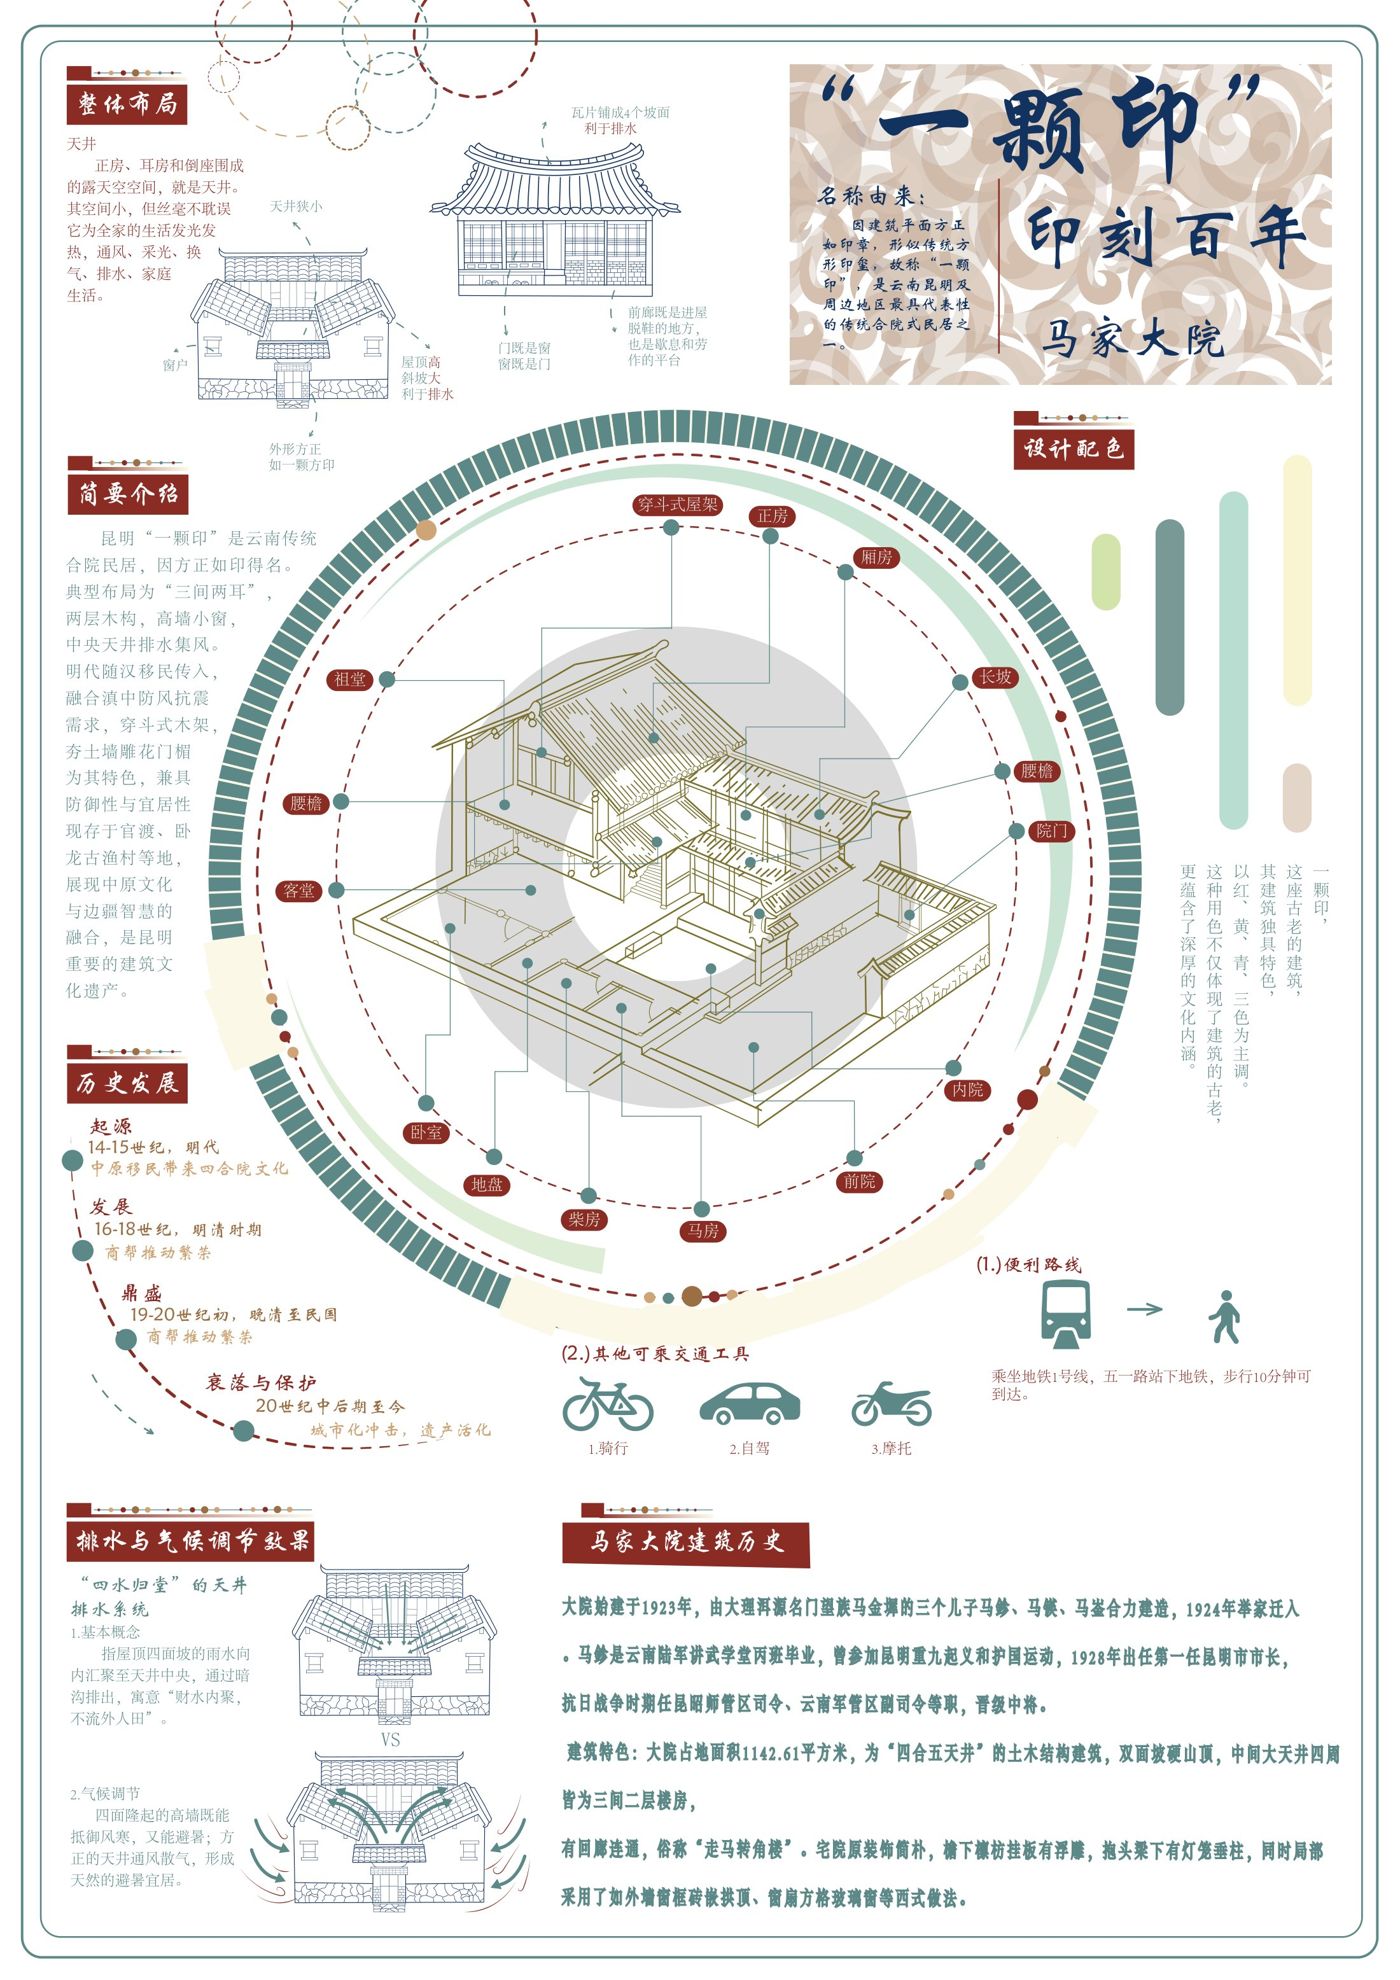 “一颗印”
印刻百年
马家大院
名称由来：
因建筑平面方正
如印章，形似传统方
形印玺，故称“一颗
印”，是云南昆明及
周边地区最具代表性
的传统合院式民居之
一。
整体布局
天井
正房、耳房和倒座围成
的露天空空间，就是天井。
其空间小，但丝毫不耽误
它为全家的生活发光发
热，通风、采光、换
气、排水、家庭
生活。
天井狭小
窗户
屋顶高
斜坡大
利于排水
外形方正
如一颗方印
瓦片铺成4个坡面
利于排水
门既是窗
窗既是门
前廊既是进屋
脱鞋的地方，
也是歇息和劳
作的平台
简要介绍
昆明“一颗印”是云南传统
合院民居，因方正如印得名。
典型布局为“三间两耳”，
两层木构，高墙小窗，
中央天井排水集风。
明代随汉移民传入，
融合滇中防风抗震
需求，穿斗式木架，
夯土墙雕花门楣
为其特色，兼具
防御性与宜居性
现存于官渡、卧
龙古渔村等地，
展现中原文化
与边疆智慧的
融合，是昆明
重要的建筑文
化遗产。
穿斗式屋架
正房
厢房
长坡
腰檐
院门
内院
前院
马房
柴房
地盘
卧室
客堂
腰檐
祖堂
设计配色
一颗印，
这座古老的建筑，
其建筑独具特色，
以红、黄、青、三色为主调。
这种用色不仅体现了建筑的古老，
更蕴含了深厚的文化内涵。
历史发展
起源
14-15世纪，明代
中原移民带来四合院文化
发展
16-18世纪，明清时期
商帮推动繁荣
鼎盛
19-20世纪初，晚清至民国
商帮推动繁荣
衰落与保护
20世纪中后期至今
城市化冲击，遗产活化
(1.)便利路线
乘坐地铁1号线，五一路站下地铁，步行10分钟可
到达。
(2.)其他可乘交通工具
1.骑行
2.自驾
3.摩托
排水与气候调节效果
“四水归堂”的天井
排水系统
1.基本概念
指屋顶四面坡的雨水向
内汇聚至天井中央，通过暗
沟排出，寓意“财水内聚，
不流外人田”。
VS
2.气候调节
四面隆起的高墙既能
抵御风寒，又能避暑；方
正的天井通风散气，形成
天然的避暑宜居。
马家大院建筑历史
大院始建于1923年，由大理洱源名门望族马金墀的三个儿子马鉁、马锳、马崟合力建造，1924年举家迁入
。马鉁是云南陆军讲武学堂丙班毕业，曾参加昆明重九起义和护国运动，1928年出任第一任昆明市市长，
抗日战争时期任昆昭师管区司令、云南军管区副司令等职，晋级中将。
建筑特色：大院占地面积1142.61平方米，为“四合五天井”的土木结构建筑，双面坡硬山顶，中间大天井四周
皆为三间二层楼房，
有回廊连通，俗称“走马转角楼”。宅院原装饰简朴，檐下檩枋挂板有浮雕，抱头梁下有灯笼垂柱，同时局部
采用了如外墙窗框砖嵌拱顶、窗扇方格玻璃窗等西式做法。